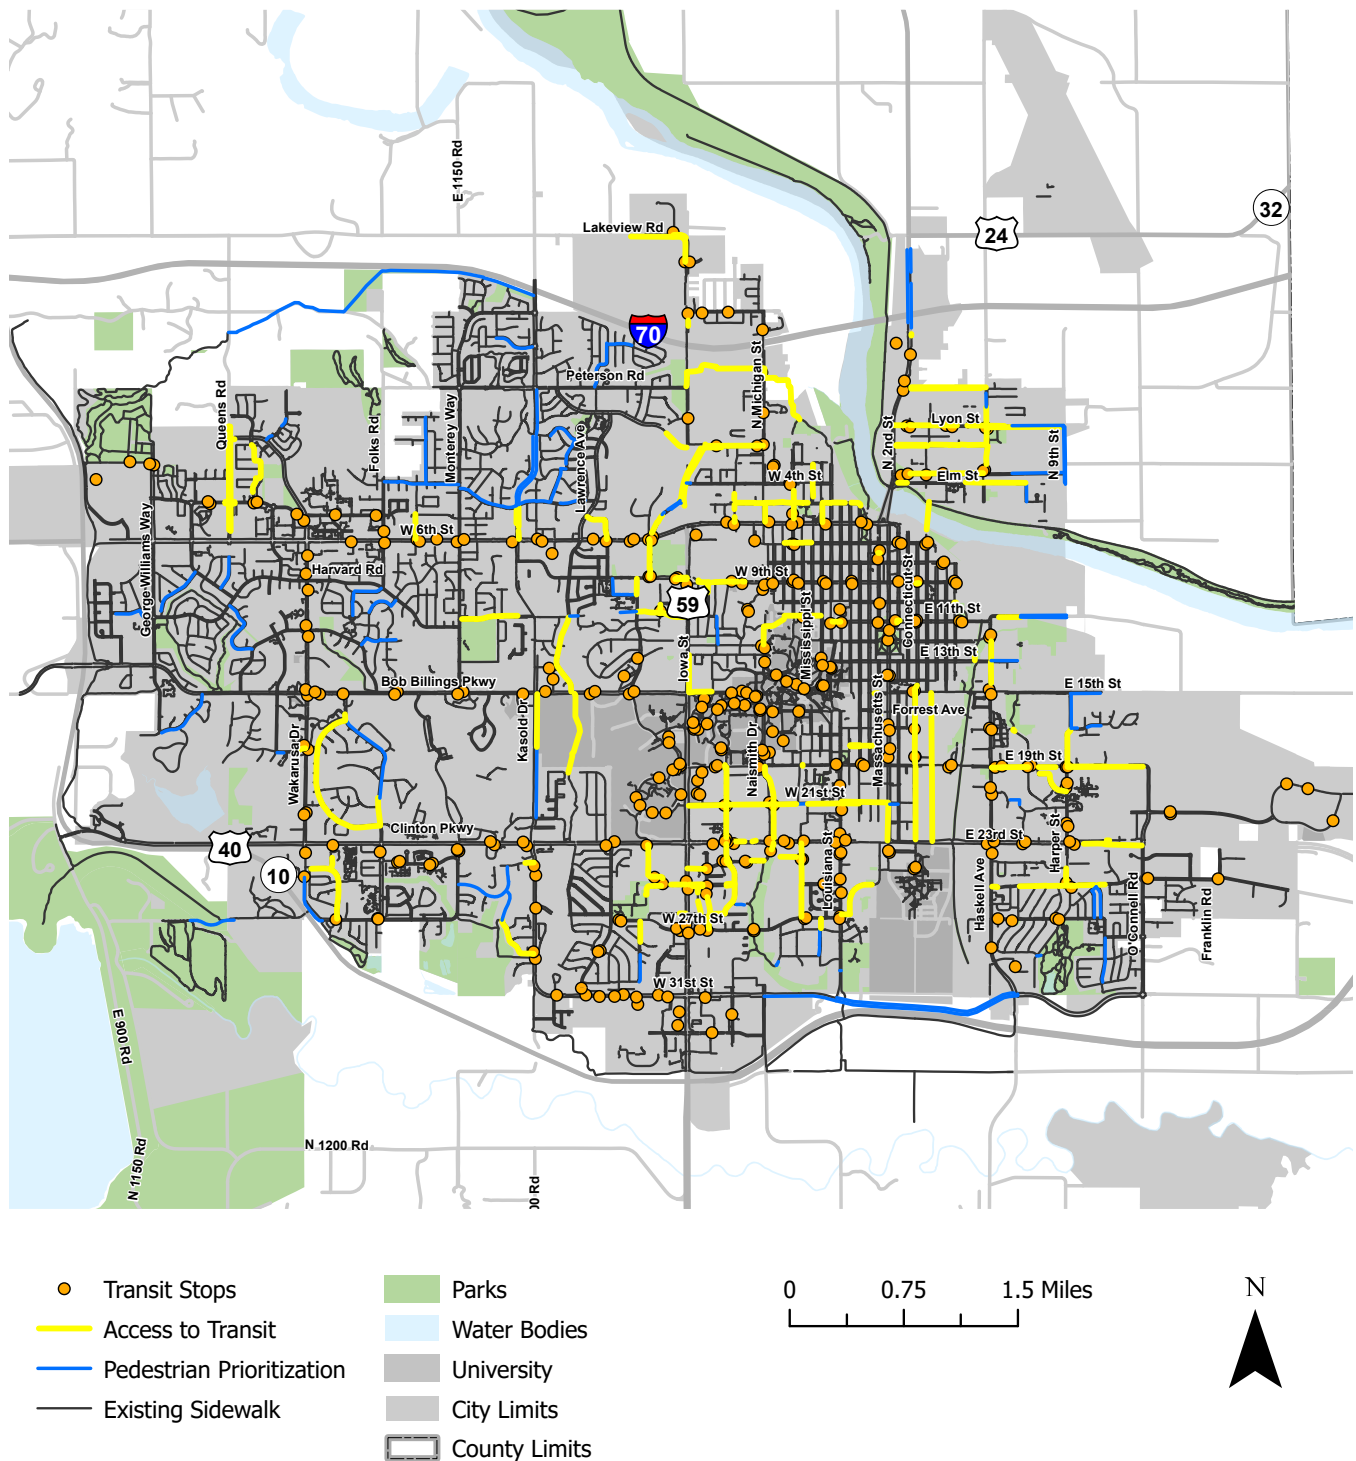 E 1150 Rd
32
Lakeview Rd
24
70
N Michigan St
Peterson Rd
Queens Rd
Monterey Way
Folks Rd
Lawrence Ave
Lyon St
N 2nd St
N 9th St
W 4th St
Elm St
George Williams Way
W 6th St
Harvard Rd
W 9th St
Connecticut St
59
Mississippi St
E 11th St
Iowa St
E 13th St
Bob Billings Pkwy
E 15th St
Massachusetts St
Forrest Ave
Kasold Dr
Wakarusa Dr
Naismith Dr
E 19th St
W 21st St
Clinton Pkwy
E 23rd St
Harper St
40
Louisiana St
10
Haskell Ave
O'Connell Rd
Franklin Rd
W 27th St
W 31st St
E 900 Rd
N 1200 Rd
N 1150 Rd
00 Rd
Transit Stops
Access to Transit
Pedestrian Prioritization
Existing Sidewalk
Parks
Water Bodies
University
City Limits
County Limits
0 0.75 1.5 Miles
N